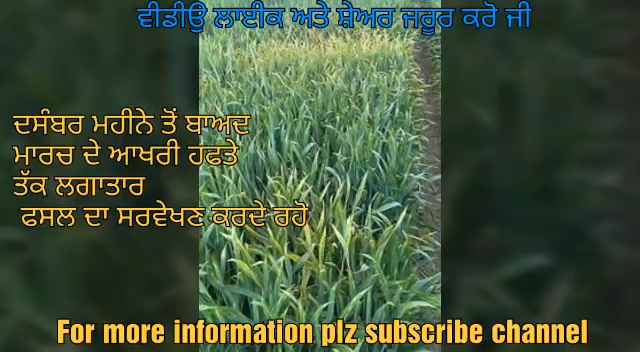 ਵੀਡੀਉ ਲਾਈਕ ਅਤੇ ਸ਼ੇਅਰ ਜਰੂਰ ਕਰੋ ਜੀ
ਦਸੰਬਰ ਮਹੀਨੇ ਤੋਂ ਬਾਅਦ
ਮਾਰਚ ਦੇ ਆਖਰੀ ਹਫਤੇ
ਤੱਕ ਲਗਾਤਾਰ
ਫਸਲ ਦਾ ਸਰਵੇਖਣ ਕਰਦੇ ਰਹੋ
For more information plz subscribe channel